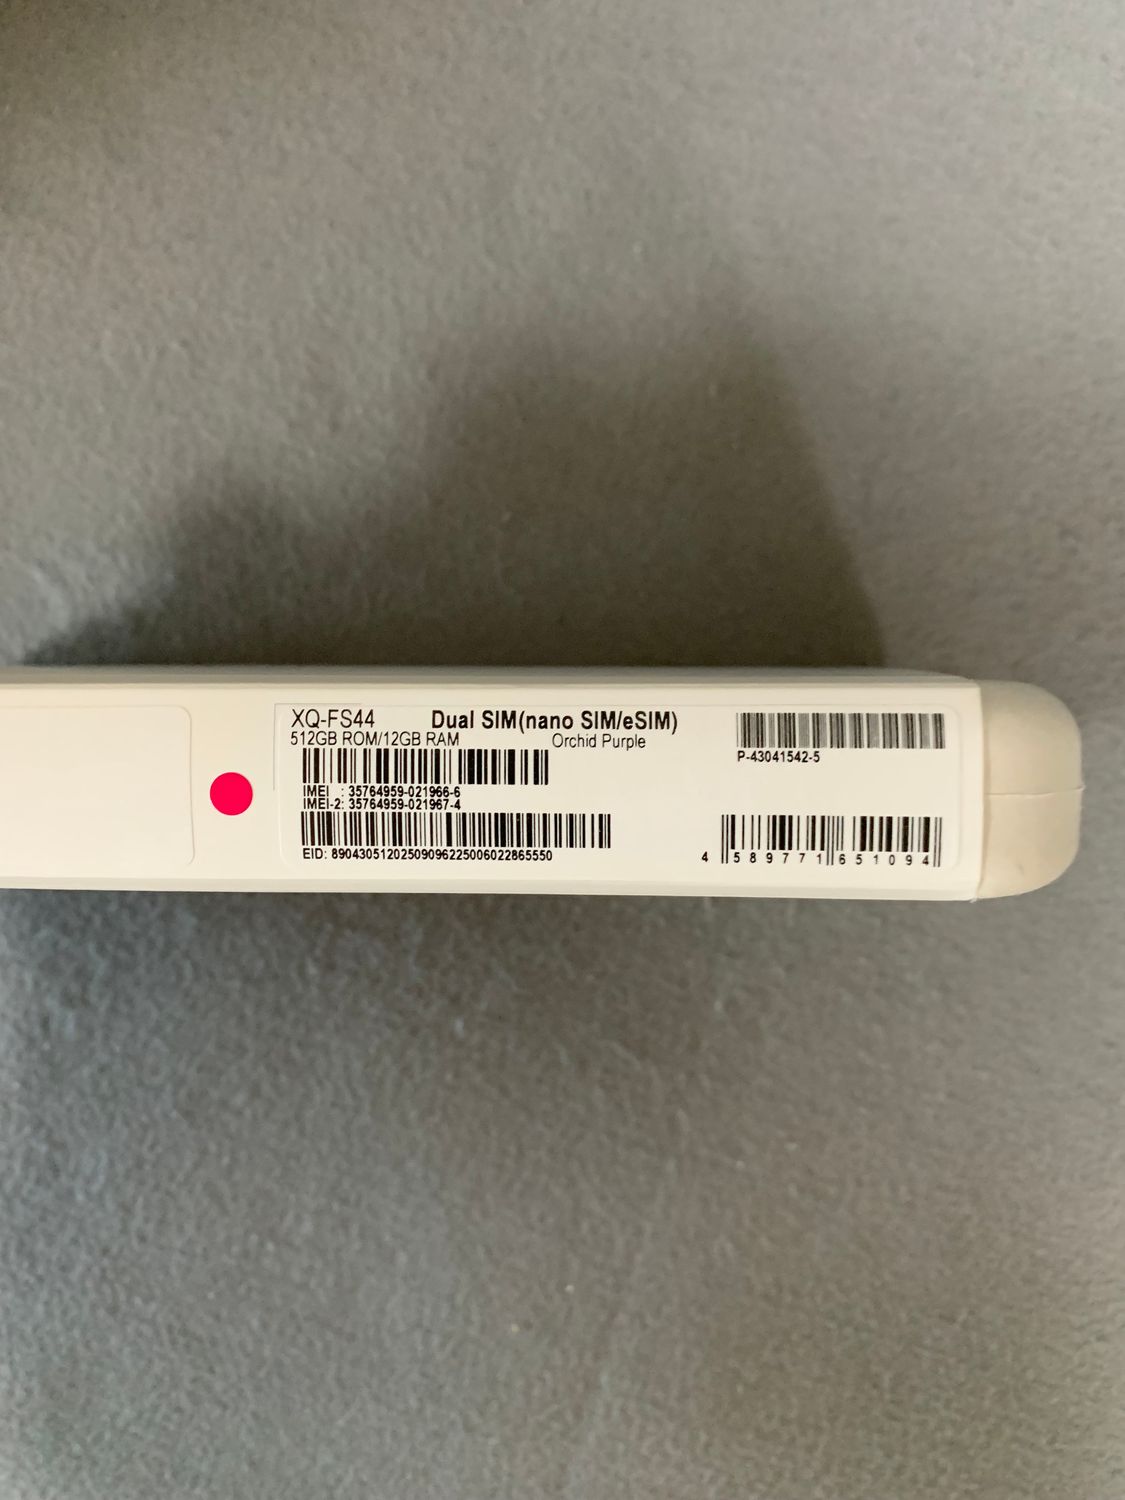 XQ-FS44 Dual SIM(nano SIM/eSIM)
512GB ROM/12GB RAM Orchid Purple
P-43041542-5
IMEI : 35764959-021966-6
IMEI-2: 35764959-021967-4
EID: 89043051202509096225006022865550
4 589771 651094